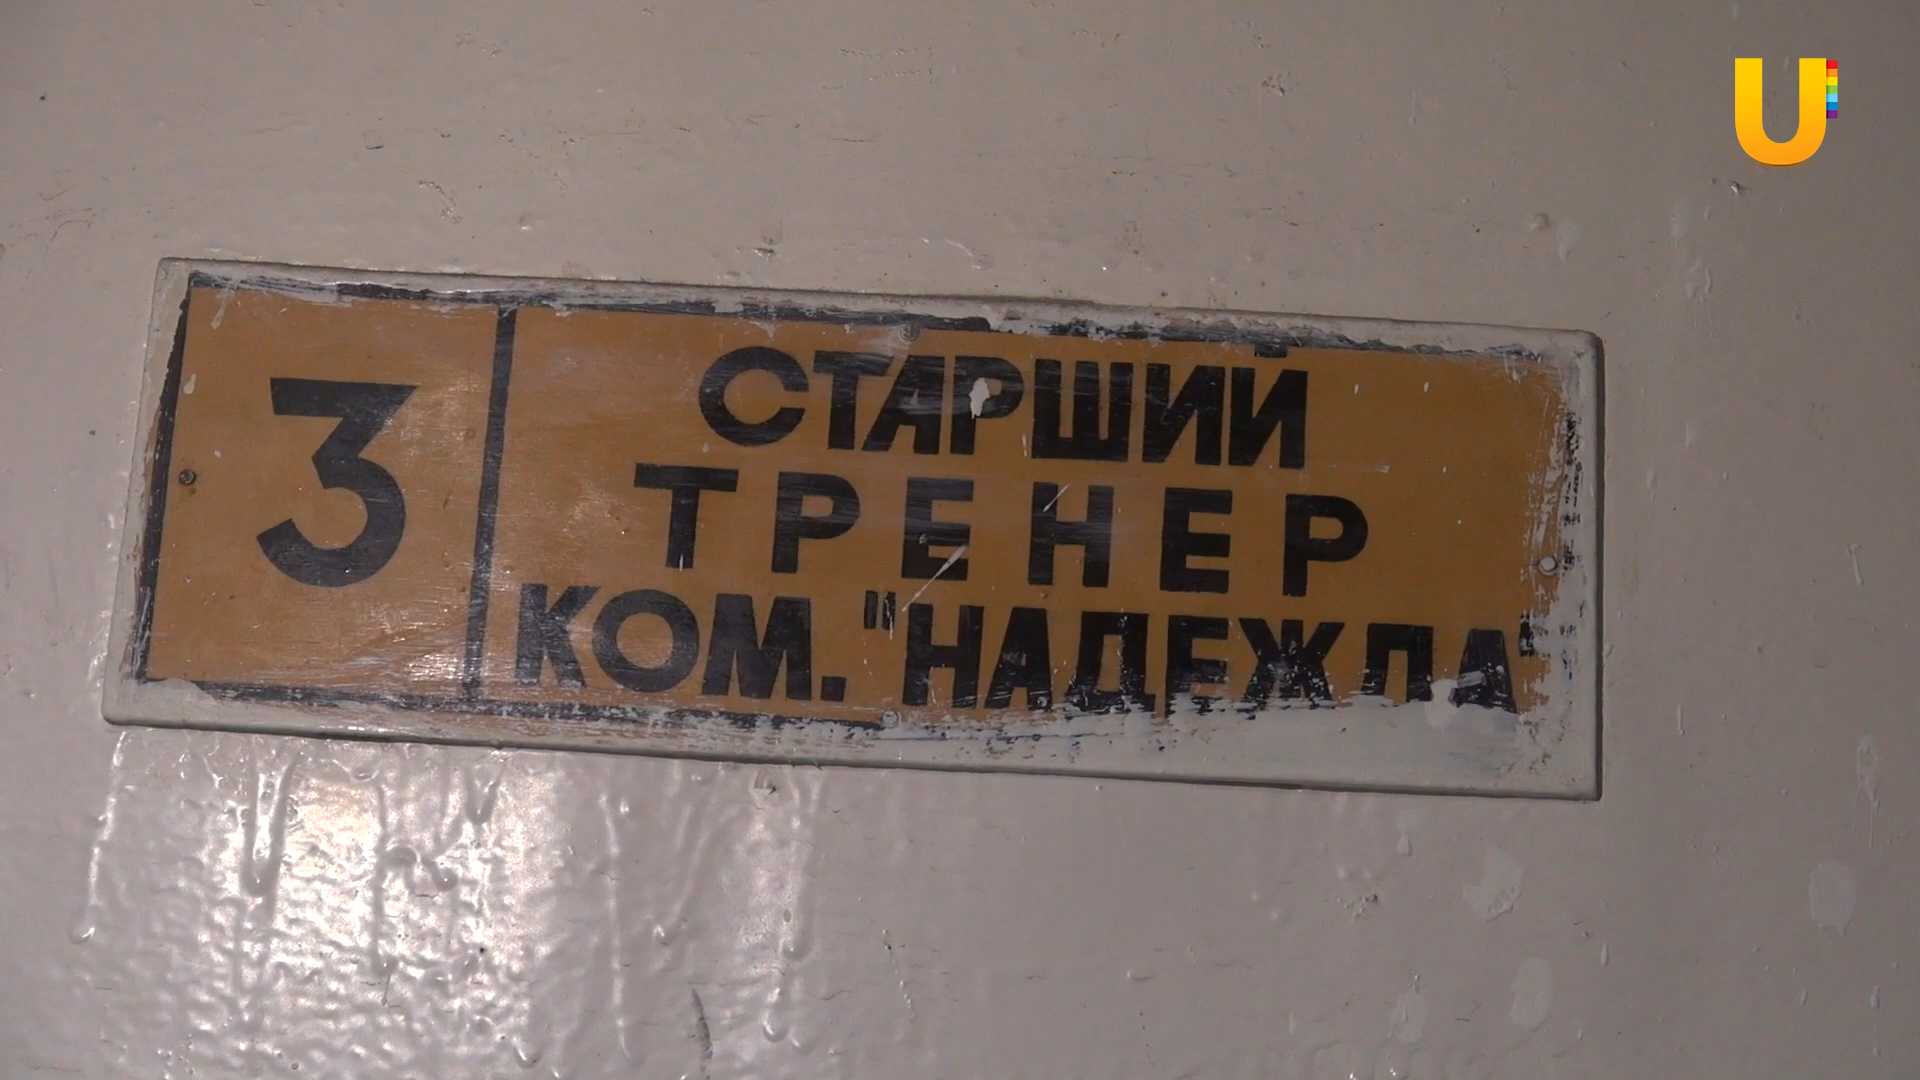 U
3
СТАРШИЙ
ТРЕНЕР
КОМ. "НАДЕЖДА"